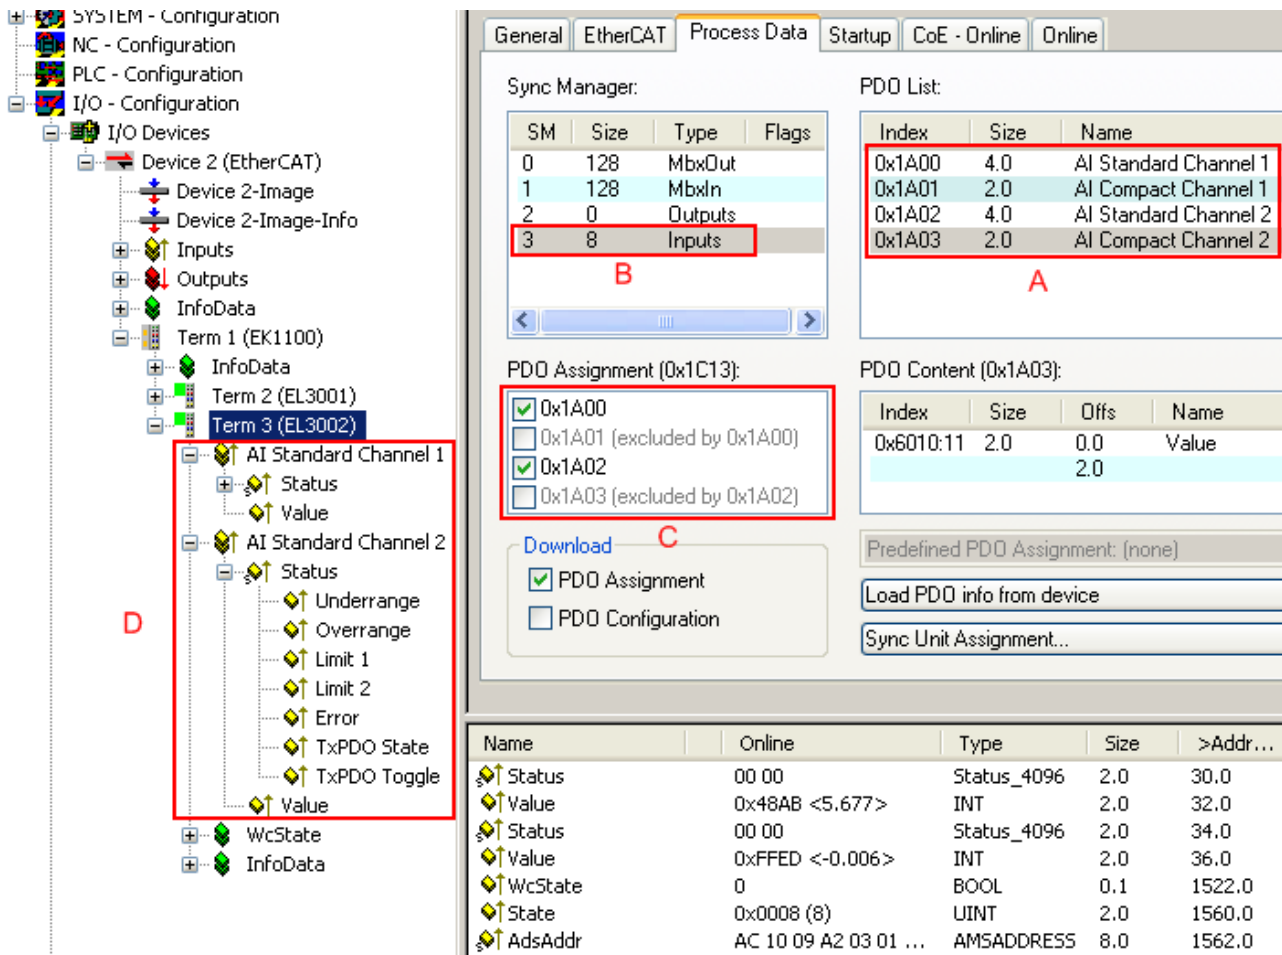 SYSTEM - Configuration
NC - Configuration
PLC - Configuration
I/O - Configuration
I/O Devices
Device 2 (EtherCAT)
Device 2-Image
Device 2-Image-Info
Inputs
Outputs
InfoData
Term 1 (EK1100)
InfoData
Term 2 (EL3001)
Term 3 (EL3002)
AI Standard Channel 1
Status
Value
AI Standard Channel 2
Status
Underrange
Overrange
Limit 1
Limit 2
Error
TxPDO State
TxPDO Toggle
Value
WcState
InfoData
D
General EtherCAT Process Data Startup CoE - Online Online
Sync Manager:
SM Size Type Flags
0 128 MbxOut
1 128 MbxIn
2 0 Outputs
3 8 Inputs
B
PDO List:
Index Size Name
0x1A00 4.0 AI Standard Channel 1
0x1A01 2.0 AI Compact Channel 1
0x1A02 4.0 AI Standard Channel 2
0x1A03 2.0 AI Compact Channel 2
A
PDO Assignment (0x1C13):
0x1A00
0x1A01 (excluded by 0x1A00)
0x1A02
0x1A03 (excluded by 0x1A02)
C
PDO Content (0x1A03):
Index Size Offs Name
0x6010:11 2.0 0.0 Value
2.0
Download
PDO Assignment
PDO Configuration
Predefined PDO Assignment: (none)
Load PDO info from device
Sync Unit Assignment...
Name Online Type Size >Addr...
Status 00 00 Status_4096 2.0 30.0
Value 0x48AB <5.677> INT 2.0 32.0
Status 00 00 Status_4096 2.0 34.0
Value 0xFFED <-0.006> INT 2.0 36.0
WcState 0 BOOL 0.1 1522.0
State 0x0008 (8) UINT 2.0 1560.0
AdsAddr AC 10 09 A2 03 01 ... AMSADDRESS 8.0 1562.0